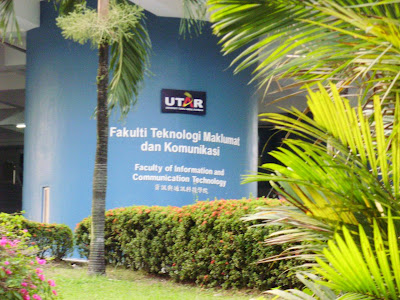 UTAR
Fakulti Teknologi Maklumat
dan Komunikasi
Faculty of Information and
Communication Technology